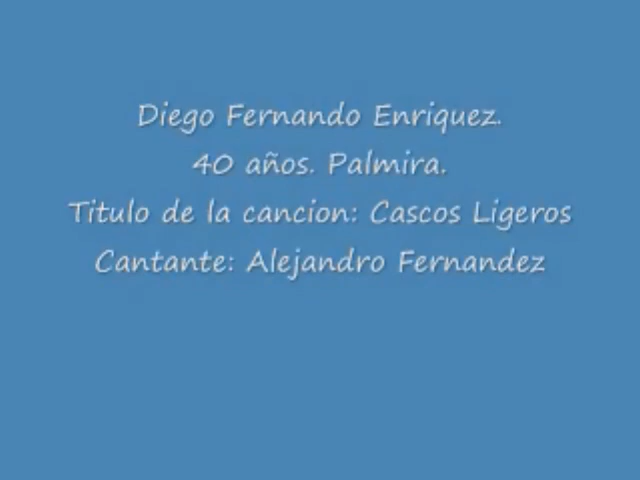 Diego Fernando Enriquez.
40 años. Palmira.
Titulo de la cancion: Cascos Ligeros
Cantante: Alejandro Fernandez